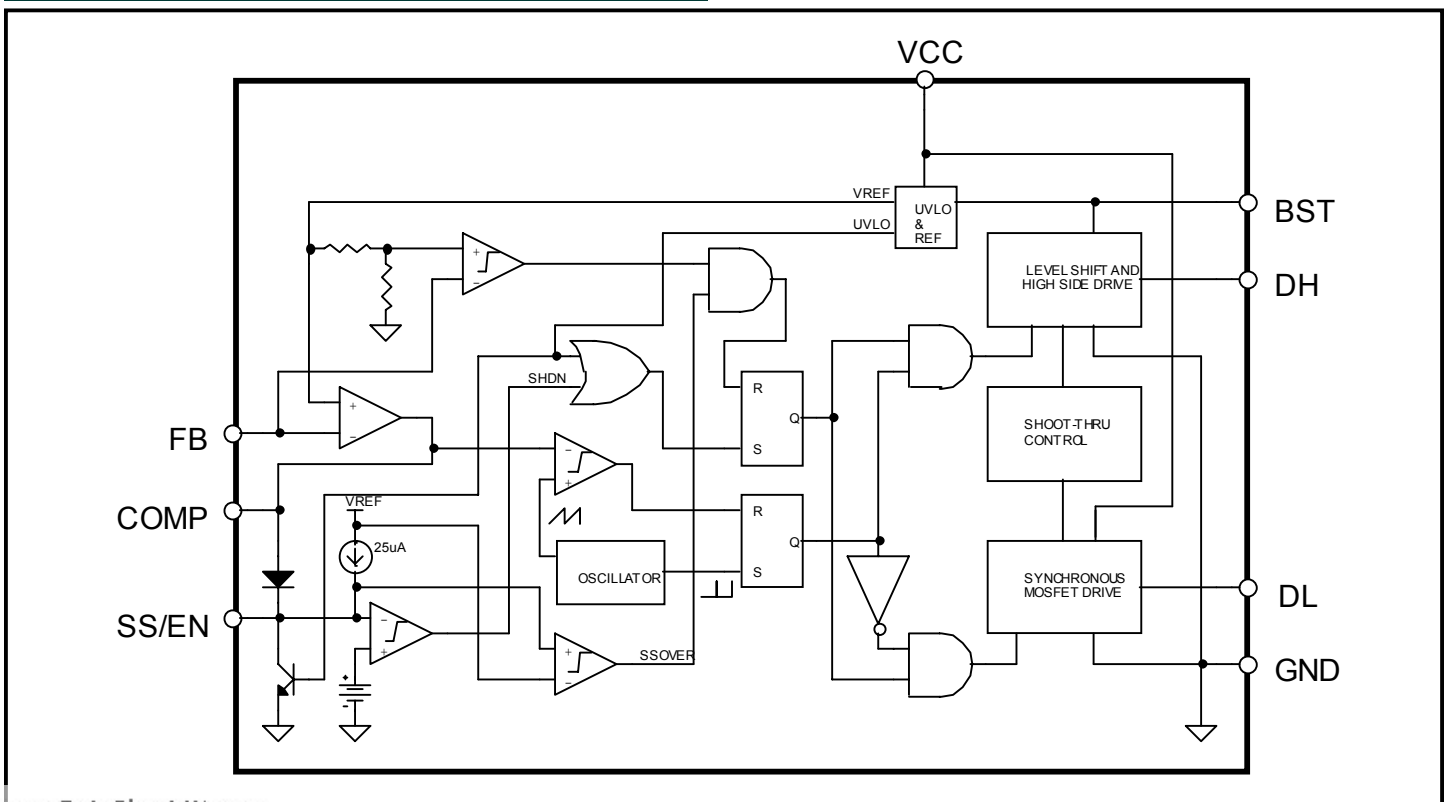 VCC
VREF
UVLO
UVLO
&
REF
BST
LEVEL SHIFT AND
HIGH SIDE DRIVE
DH
+
−
SHDN
R
Q
S
+
−
FB
SHOOT-THRU
CONTROL
−
+
COMP
VREF
25uA
R
Q
S
OSCILLATOR
SYNCHRONOUS
MOSFET DRIVE
DL
SS/EN
−
+
+
−
SSOVER
GND
+
-